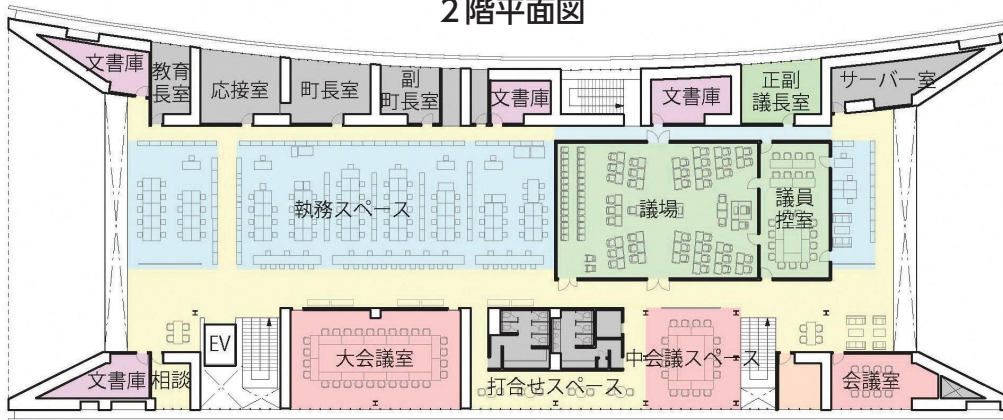 2階平面図
文書庫
教育
長室
応接室
町長室
副
町長室
文書庫
文書庫
正副
議長室
サーバー室
執務スペース
議場
議員
控室
EV
大会議室
中会議スペース
打合せスペース
文書庫
相談
会議室